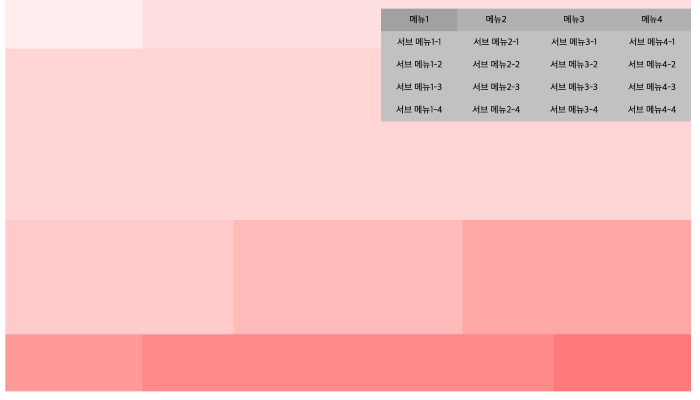 메뉴1 메뉴2 메뉴3 메뉴4
서브 메뉴1-1 서브 메뉴2-1 서브 메뉴3-1 서브 메뉴4-1
서브 메뉴1-2 서브 메뉴2-2 서브 메뉴3-2 서브 메뉴4-2
서브 메뉴1-3 서브 메뉴2-3 서브 메뉴3-3 서브 메뉴4-3
서브 메뉴1-4 서브 메뉴2-4 서브 메뉴3-4 서브 메뉴4-4